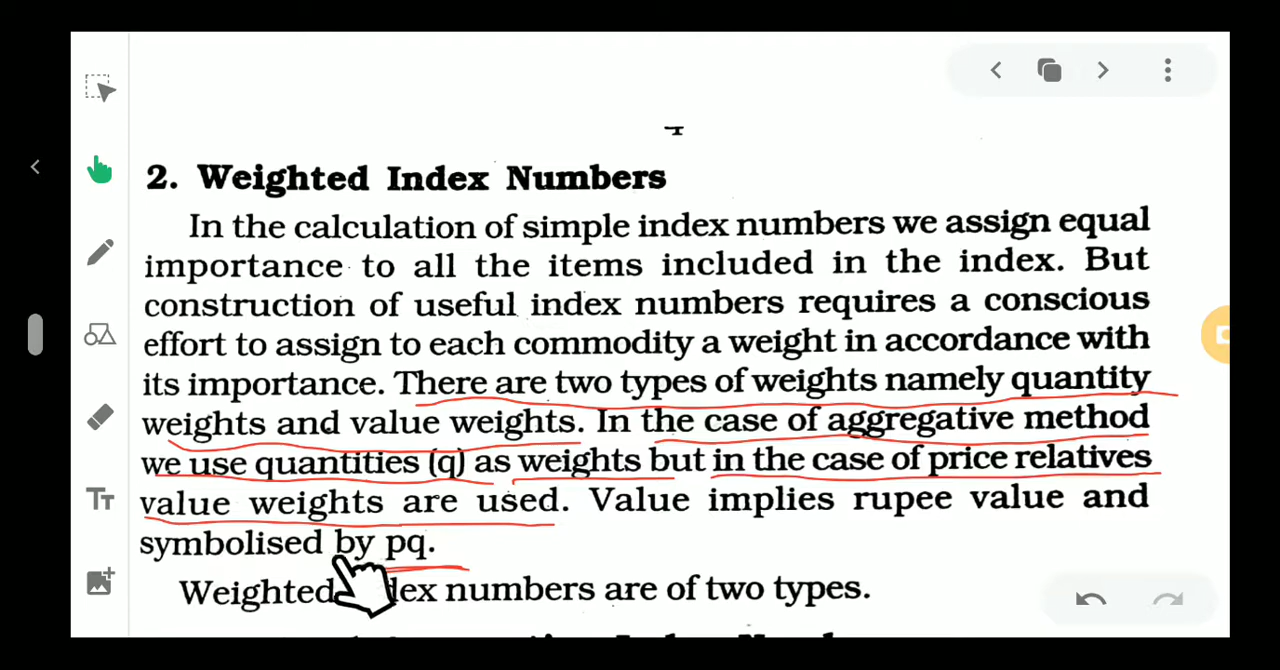 2. Weighted Index Numbers
In the calculation of simple index numbers we assign equal
importance to all the items included in the index. But
construction of useful index numbers requires a conscious
effort to assign to each commodity a weight in accordance with
its importance. There are two types of weights namely quantity
weights and value weights. In the case of aggregative method
we use quantities (q) as weights but in the case of price relatives
value weights are used. Value implies rupee value and
symbolised by pq.
Weighted dex numbers are of two types.